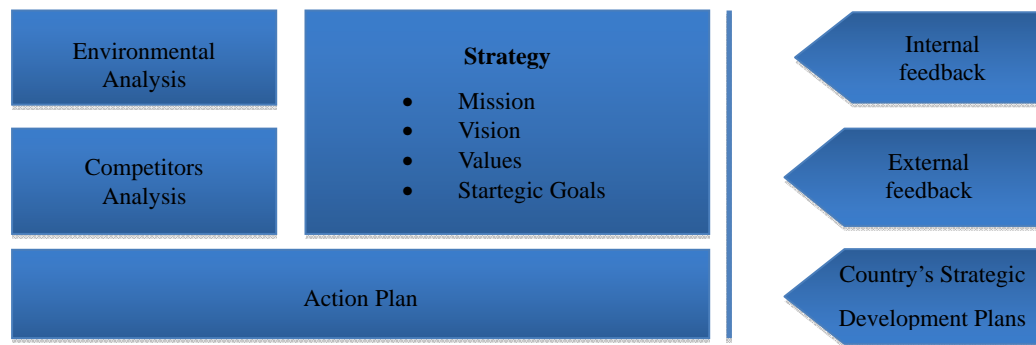 Environmental
Analysis
Competitors
Analysis
Strategy
• Mission
• Vision
• Values
• Startegic Goals
Action Plan
Internal
feedback
External
feedback
Country’s Strategic
Development Plans